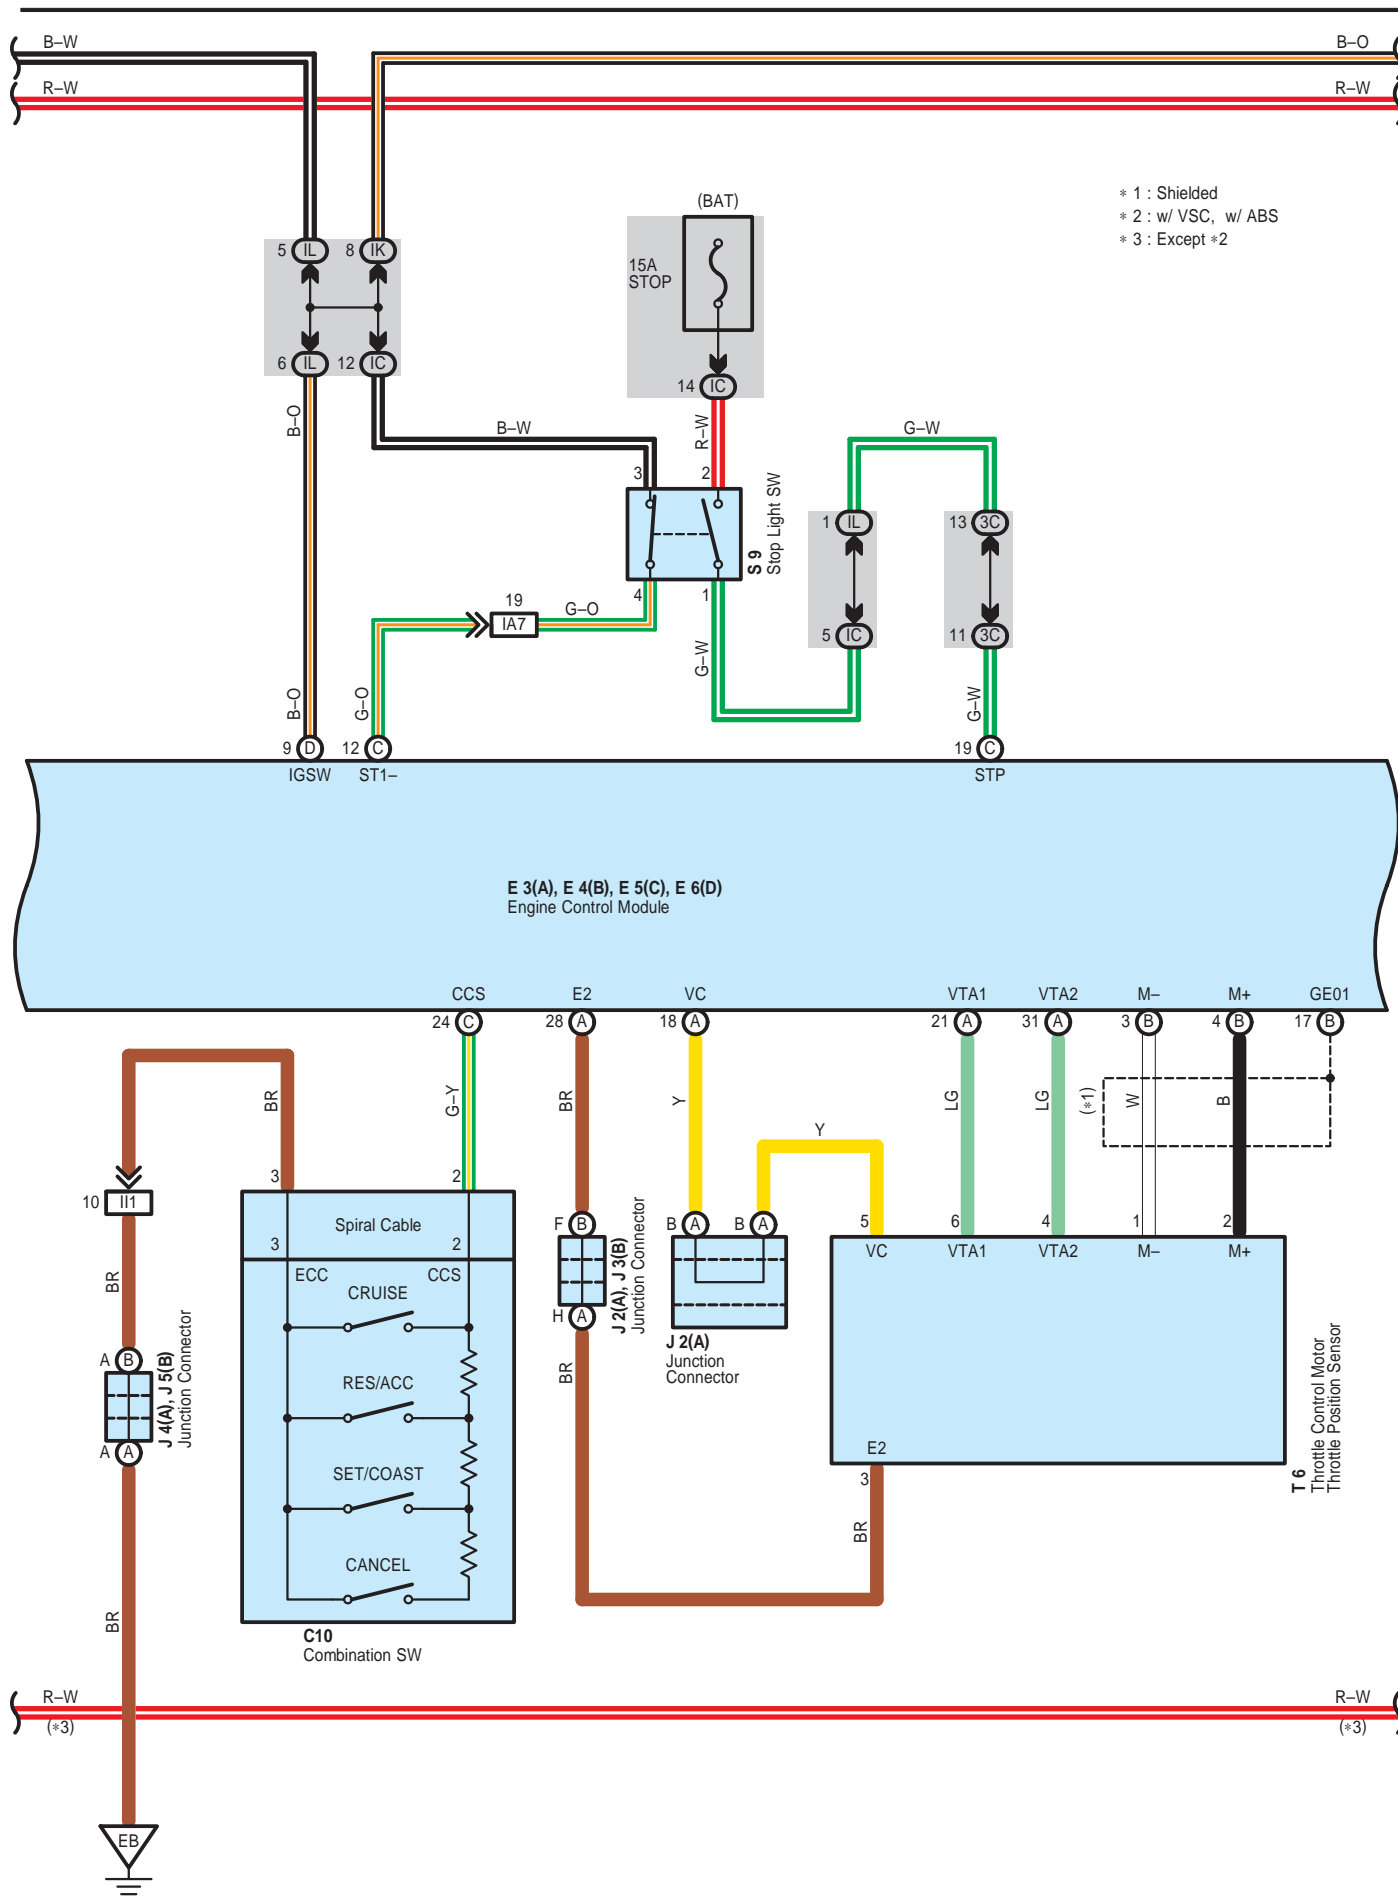 B–W
B–O
R–W
R–W
∗ 1 : Shielded
∗ 2 : w/ VSC, w/ ABS
∗ 3 : Except ∗2
(BAT)
15A
STOP
5 IL
8 IK
6 IL
12 IC
14 IC
B–O
B–W
R–W
G–W
3
2
S 9
Stop Light SW
4
1
1 IL
13 3C
5 IC
11 3C
19
IA7
G–O
G–W
B–O
G–O
G–W
9 D
12 C
19 C
IGSW
ST1–
STP
E 3(A), E 4(B), E 5(C), E 6(D)
Engine Control Module
CCS
E2
VC
VTA1
VTA2
M–
M+
GE01
24 C
28 A
18 A
21 A
31 A
3 B
4 B
17 B
BR
G–Y
BR
Y
Y
LG
LG
(∗1)
W
B
10 II1
3
2
Spiral Cable
3
2
ECC
CCS
CRUISE
RES/ACC
SET/COAST
CANCEL
C10
Combination SW
BR
A B
A A
J 4(A), J 5(B)
Junction Connector
BR
F B
H A
J 2(A), J 3(B)
Junction Connector
BR
B A
B A
J 2(A)
Junction
Connector
5
6
4
1
2
VC
VTA1
VTA2
M–
M+
E2
3
BR
T 6
Throttle Control Motor
Throttle Position Sensor
R–W
(∗3)
R–W
(∗3)
EB